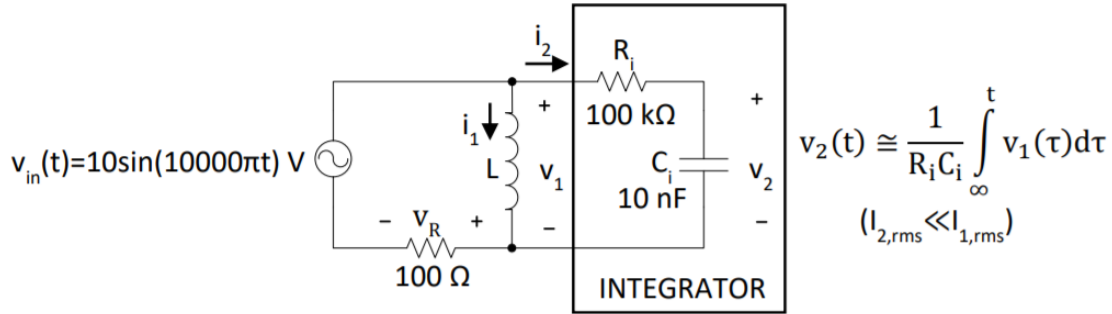 i2
Ri
100 kΩ
+
+
i1
L
v1
Ci
10 nF
v2
vin(t)=10sin(10000πt) V
- VR +
-
-
100 Ω
INTEGRATOR
v2(t) ≅ 1/RiCi ∫∞t v1(τ)dτ
(I2,rms≪I1,rms)